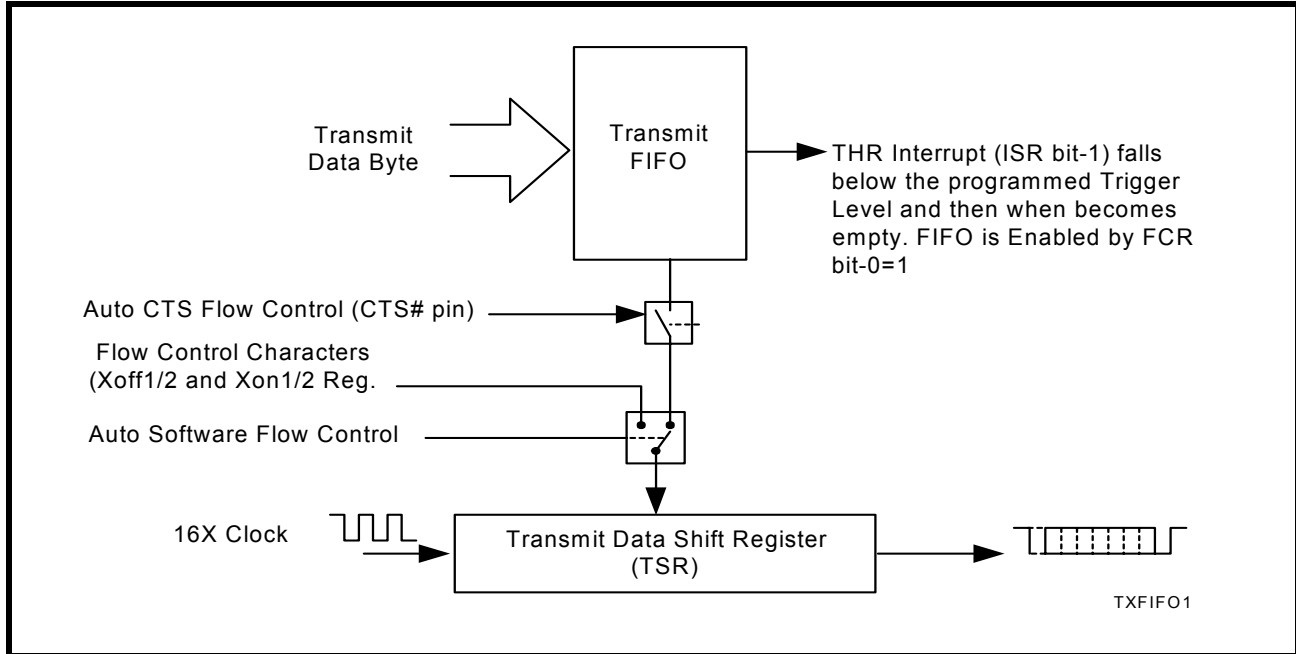 Transmit
Data Byte
Transmit
FIFO
THR Interrupt (ISR bit-1) falls
below the programmed Trigger
Level and then when becomes
empty. FIFO is Enabled by FCR
bit-0=1
Auto CTS Flow Control (CTS# pin)
Flow Control Characters
(Xoff1/2 and Xon1/2 Reg.
Auto Software Flow Control
16X Clock
Transmit Data Shift Register
(TSR)
TXFIFO1